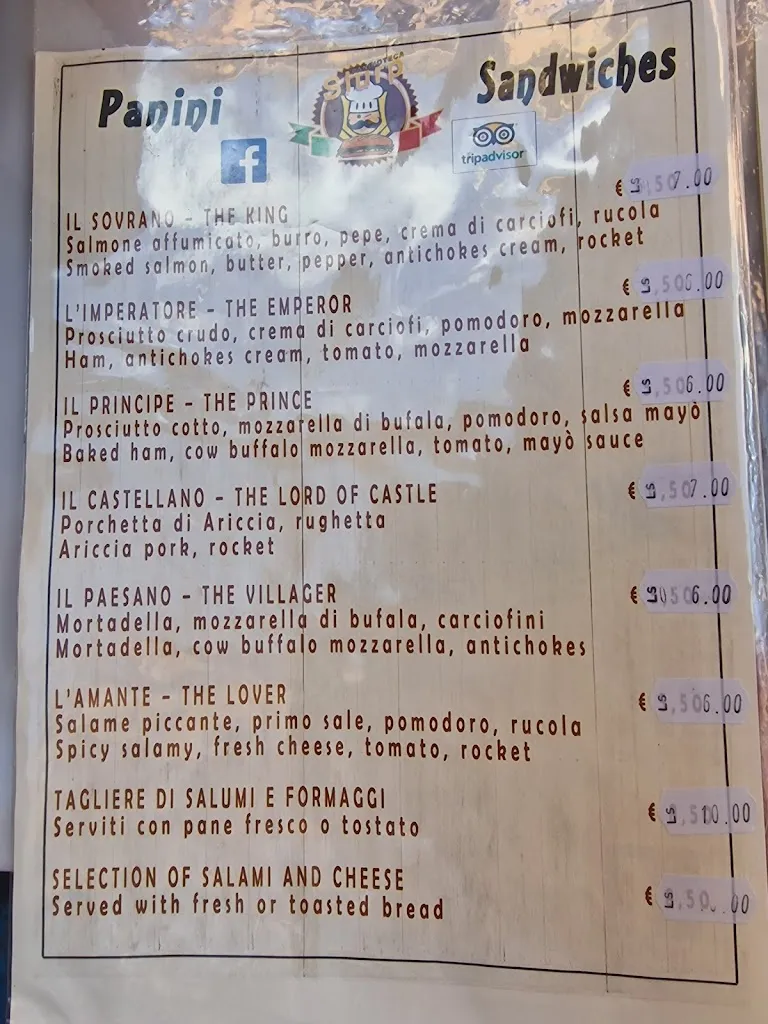 Panini
Slurp
Sandwiches
tripadvisor
€ 7.00
IL SOVRANO - THE KING
Salmone affumicato, burro, pepe, crema di carciofi, rucola
Smoked salmon, butter, pepper, antichokes cream, rocket
€ 6.00
L'IMPERATORE - THE EMPEROR
Prosciutto crudo, crema di carciofi, pomodoro, mozzarella
Ham, antichokes cream, tomato, mozzarella
€ 6.00
IL PRINCIPE - THE PRINCE
Prosciutto cotto, mozzarella di bufala, pomodoro, salsa mayò
Baked ham, cow buffalo mozzarella, tomato, mayò sauce
€ 7.00
IL CASTELLANO - THE LORD OF CASTLE
Porchetta di Ariccia, rughetta
Ariccia pork, rocket
€ 6.00
IL PAESANO - THE VILLAGER
Mortadella, mozzarella di bufala, carciofini
Mortadella, cow buffalo mozzarella, antichokes
€ 6.00
L'AMANTE - THE LOVER
Salame piccante, primo sale, pomodoro, rucola
Spicy salamy, fresh cheese, tomato, rocket
€ 10.00
TAGLIERE DI SALUMI E FORMAGGI
Serviti con pane fresco o tostato
€
SELECTION OF SALAMI AND CHEESE
Served with fresh or toasted bread